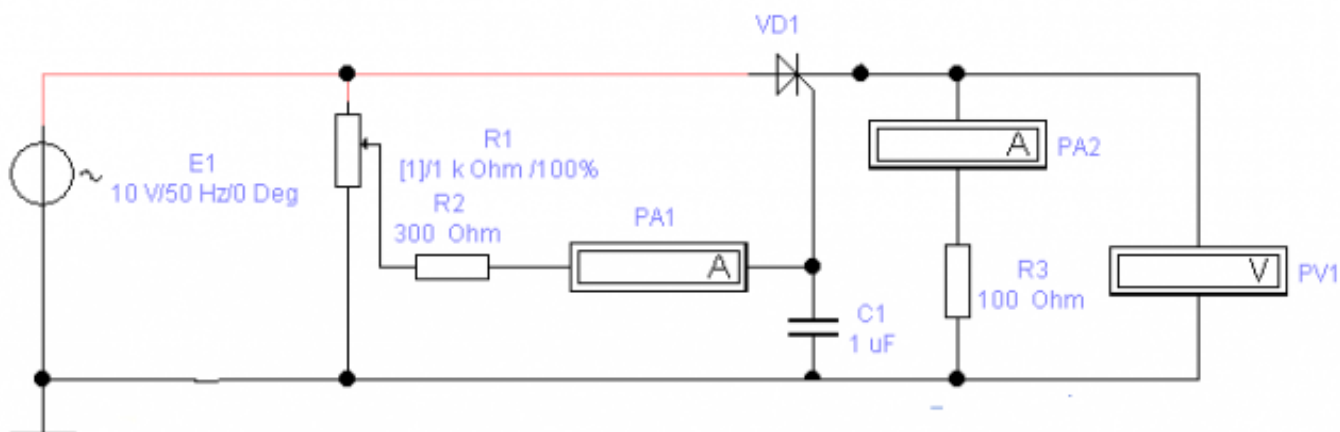 VD1
E1
10 V/50 Hz/0 Deg
R1
[1]/1 k Ohm /100%
R2
300 Ohm
PA1
A
A
PA2
R3
100 Ohm
V
PV1
C1
1 uF